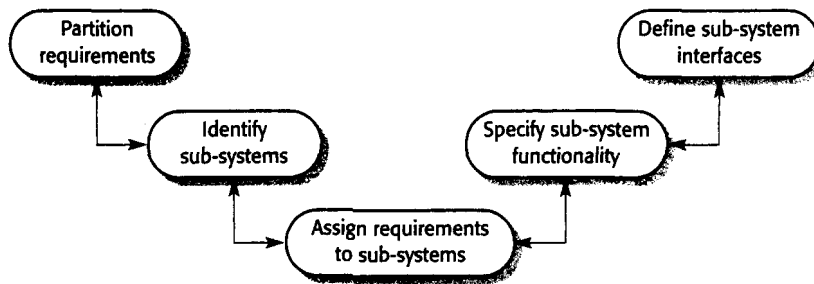 Partition
requirements
Define sub-system
interfaces
Identify
sub-systems
Specify sub-system
functionality
Assign requirements
to sub-systems